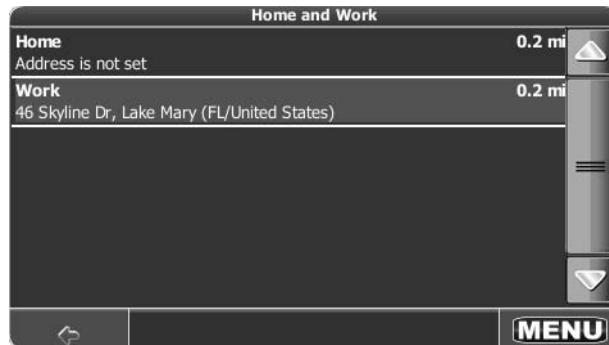 Home and Work
Home 0.2 mi
Address is not set
Work 0.2 mi
46 Skyline Dr, Lake Mary (FL/United States)
MENU